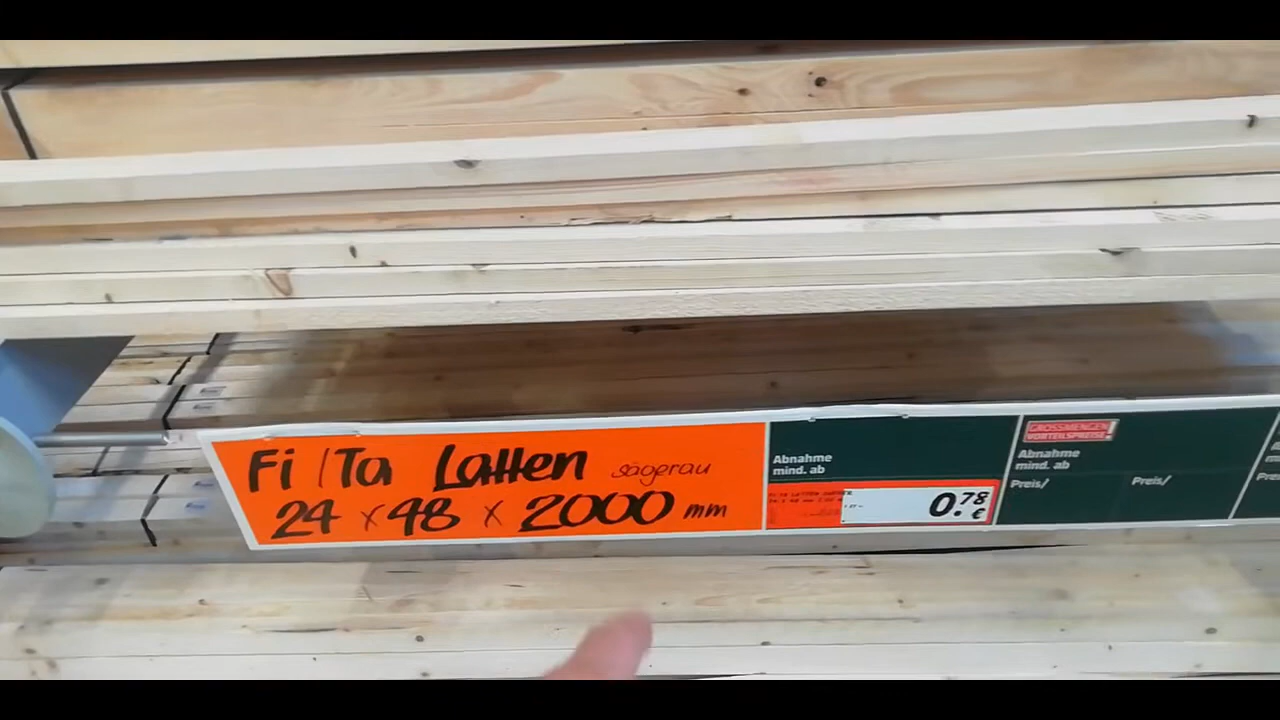 Fi/Ta Latten sägerau
24 x 48 x 2000 mm
Abnahme
mind. ab
0.78
€
GROSSMENGEN
VORTEILSPREISE!
Abnahme
mind. ab
Preis/
Preis/